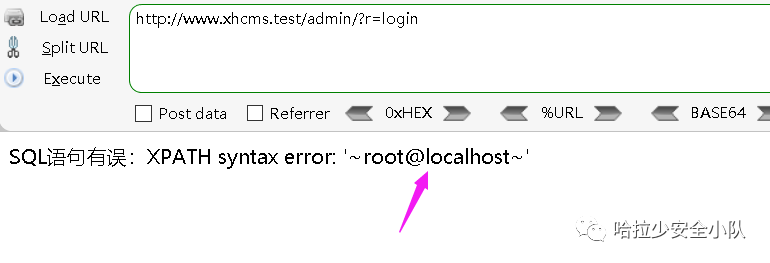 Load URL
http://www.xhcms.test/admin/?r=login
Split URL
Execute
Post data Referrer 0xHEX %URL BASE64
SQL语句有误：XPATH syntax error: '~root@localhost~'
哈拉少安全小队